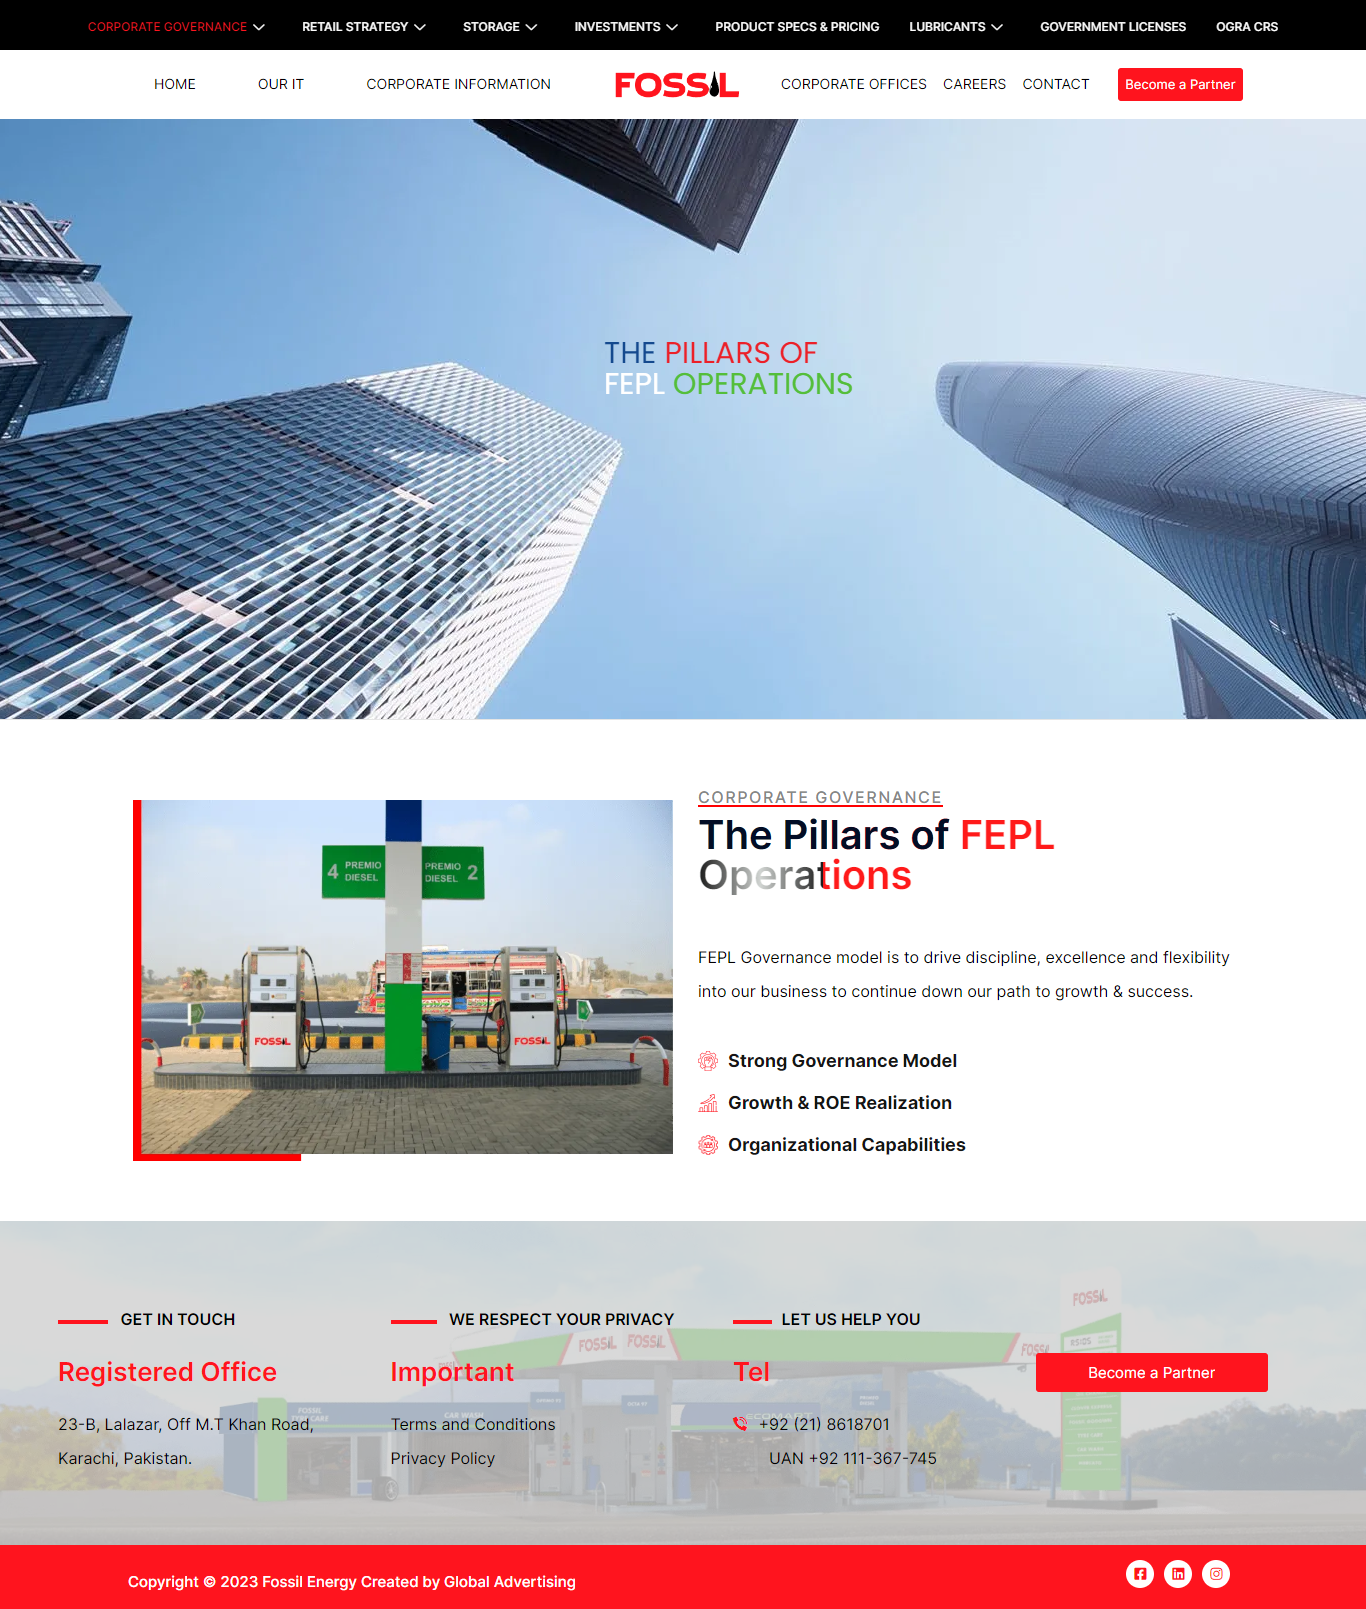 CORPORATE GOVERNANCE RETAIL STRATEGY STORAGE INVESTMENTS PRODUCT SPECS & PRICING LUBRICANTS GOVERNMENT LICENSES OGRA CRS
HOME OUR IT CORPORATE INFORMATION FOSSIL CORPORATE OFFICES CAREERS CONTACT Become a Partner
THE PILLARS OF
FEPL OPERATIONS
CORPORATE GOVERNANCE
The Pillars of FEPL
Operations
4 PREMIO DIESEL
PREMIO DIESEL 2
FOSSIL
FOSSIL
FEPL Governance model is to drive discipline, excellence and flexibility
into our business to continue down our path to growth & success.
Strong Governance Model
Growth & ROE Realization
Organizational Capabilities
FOSSIL
FOSSIL FOSSIL FOSSIL
GET IN TOUCH
Registered Office
23-B, Lalazar, Off M.T Khan Road,
Karachi, Pakistan.
WE RESPECT YOUR PRIVACY
Important
Terms and Conditions
Privacy Policy
LET US HELP YOU
Tel
+92 (21) 8618701
UAN +92 111-367-745
Become a Partner
CAR WASH
Copyright © 2023 Fossil Energy Created by Global Advertising